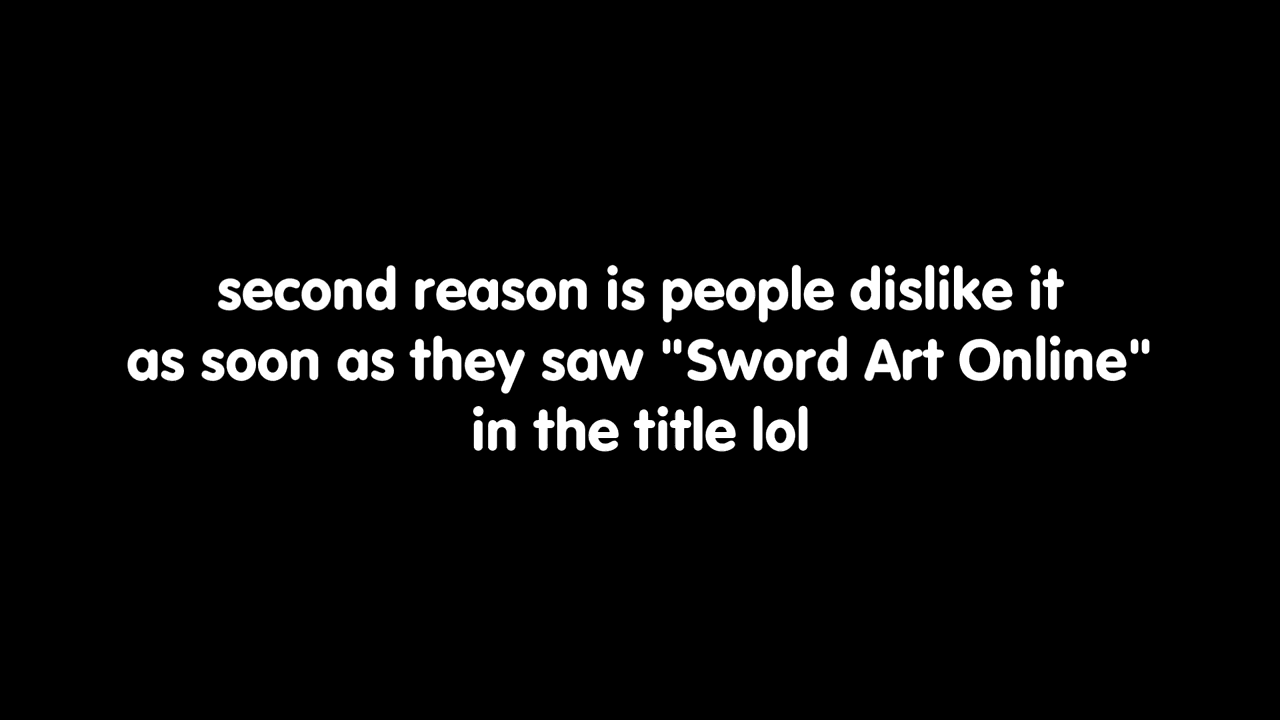 second reason is people dislike it
as soon as they saw "Sword Art Online"
in the title lol